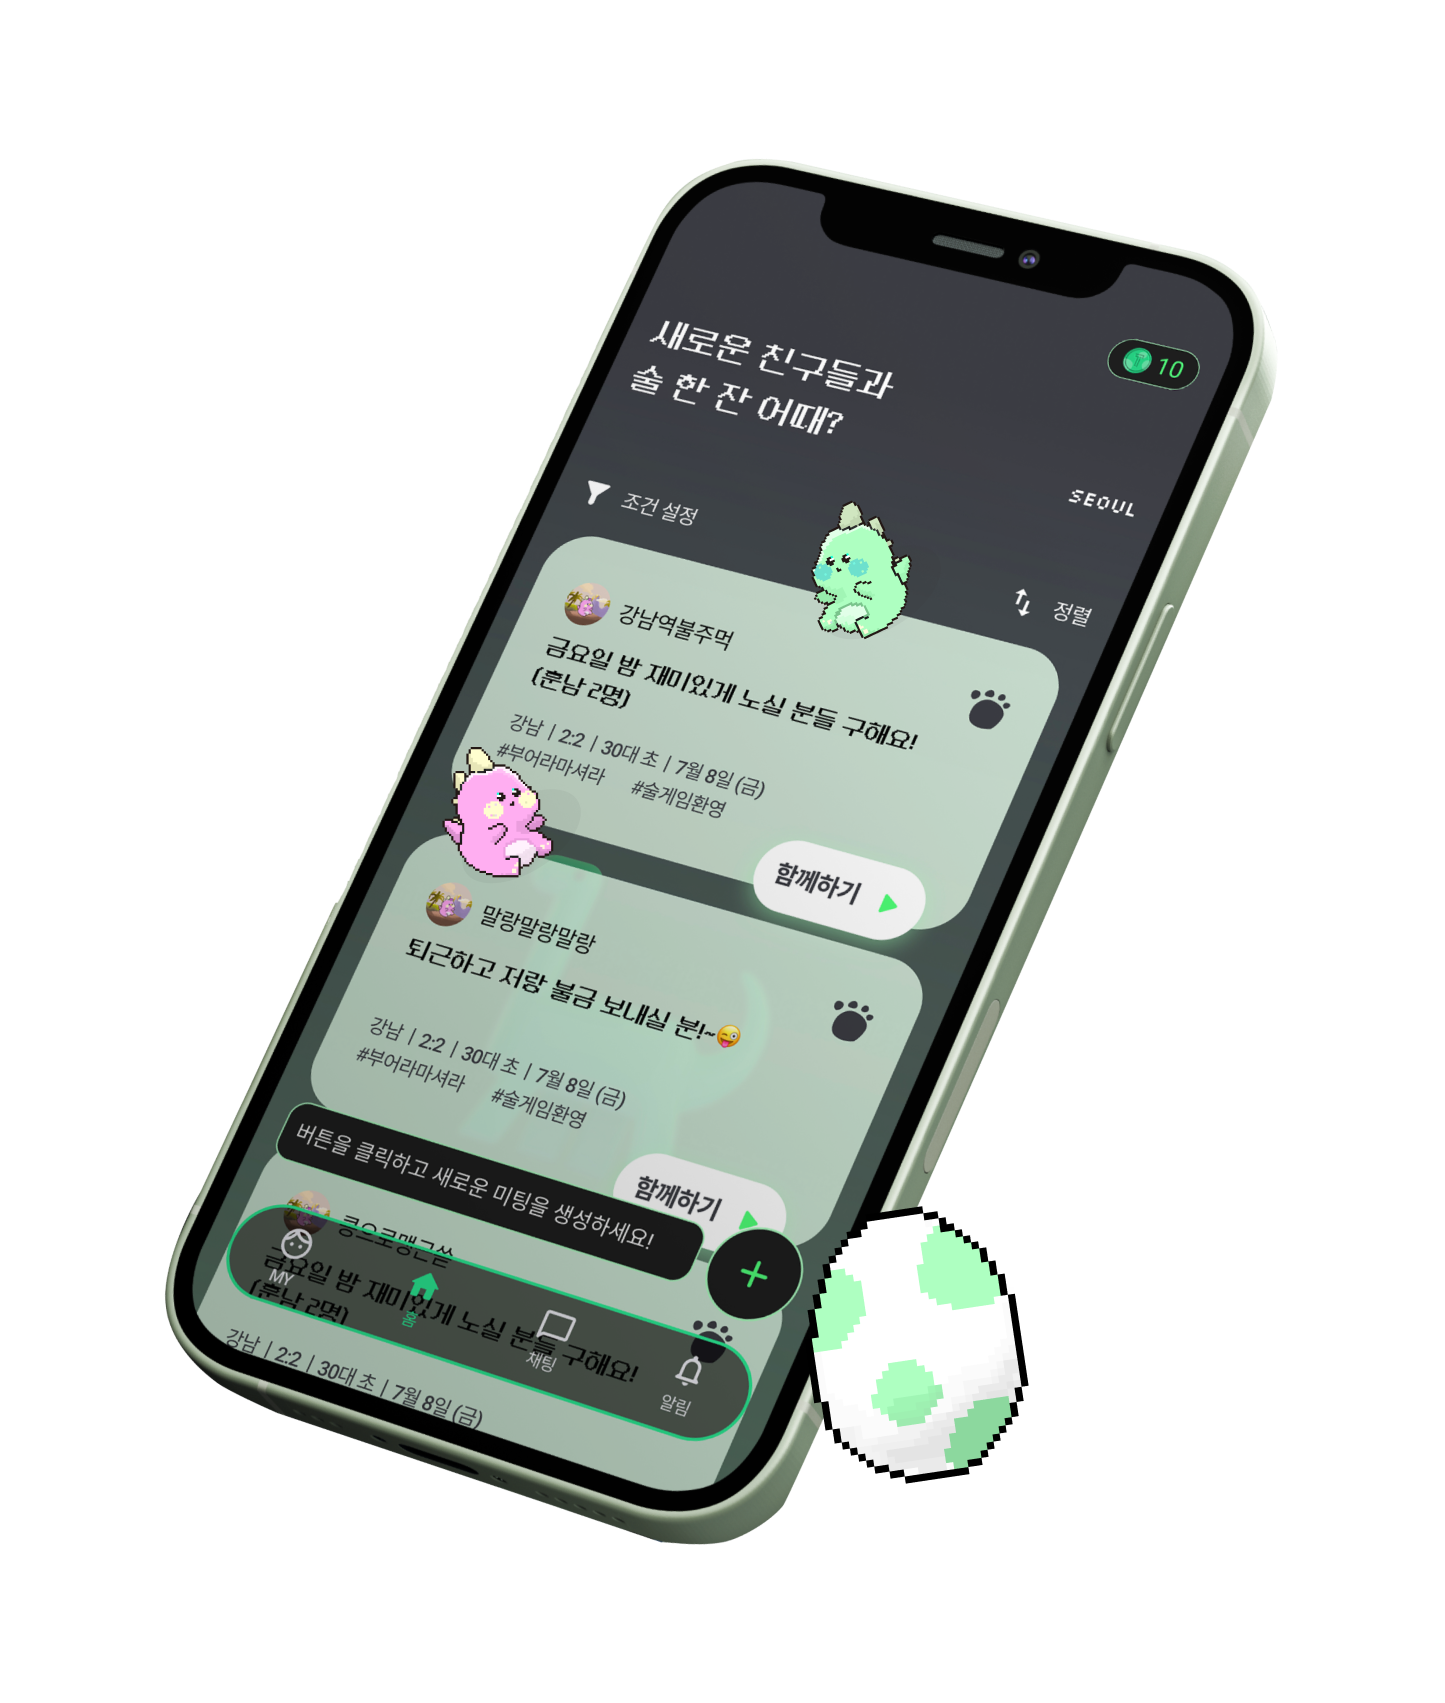 새로운 친구들과
술 한 잔 어때?
10
SEOUL
조건 설정
정렬
강남역불주먹
금요일 밤 재미있게 노실 분들 구해요!
(훈남 2명)
강남 | 2:2 | 30대 초 | 7월 8일 (금)
#부어라마셔라 #술게임환영
함께하기
말랑말랑말랑
퇴근하고 저랑 불금 보내실 분!~😜
강남 | 2:2 | 30대 초 | 7월 8일 (금)
#부어라마셔라 #술게임환영
함께하기
버튼을 클릭하고 새로운 미팅을 생성하세요!
금요일 밤 재미있게 노실 분들 구해요!
(훈남 2명)
강남 | 2:2 | 30대 초 | 7월 8일 (금)
MY
홈
채팅
알림